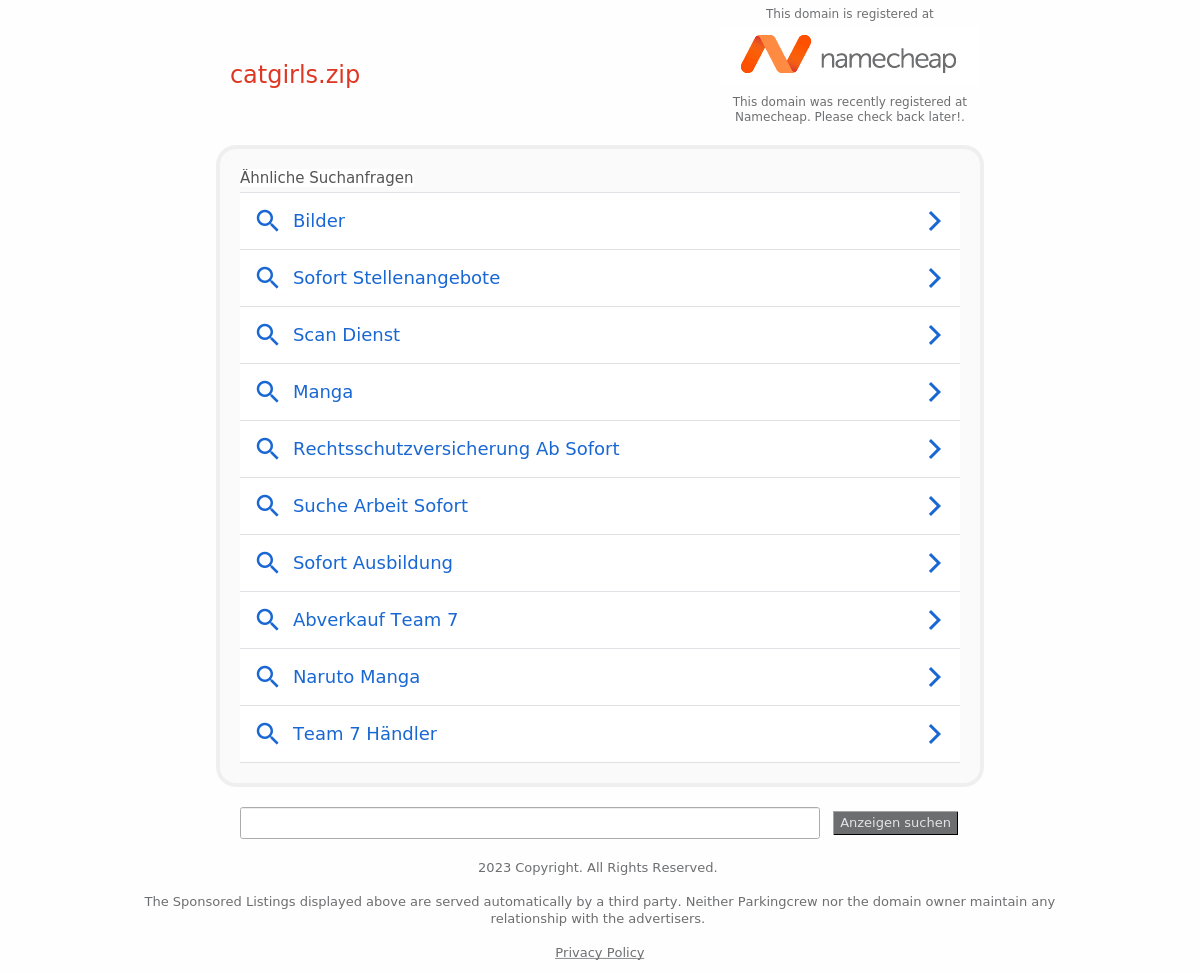 This domain is registered at
namecheap
catgirls.zip
This domain was recently registered at
Namecheap. Please check back later!.
Ähnliche Suchanfragen
Bilder
Sofort Stellenangebote
Scan Dienst
Manga
Rechtsschutzversicherung Ab Sofort
Suche Arbeit Sofort
Sofort Ausbildung
Abverkauf Team 7
Naruto Manga
Team 7 Händler
Anzeigen suchen
2023 Copyright. All Rights Reserved.
The Sponsored Listings displayed above are served automatically by a third party. Neither Parkingcrew nor the domain owner maintain any
relationship with the advertisers.
Privacy Policy